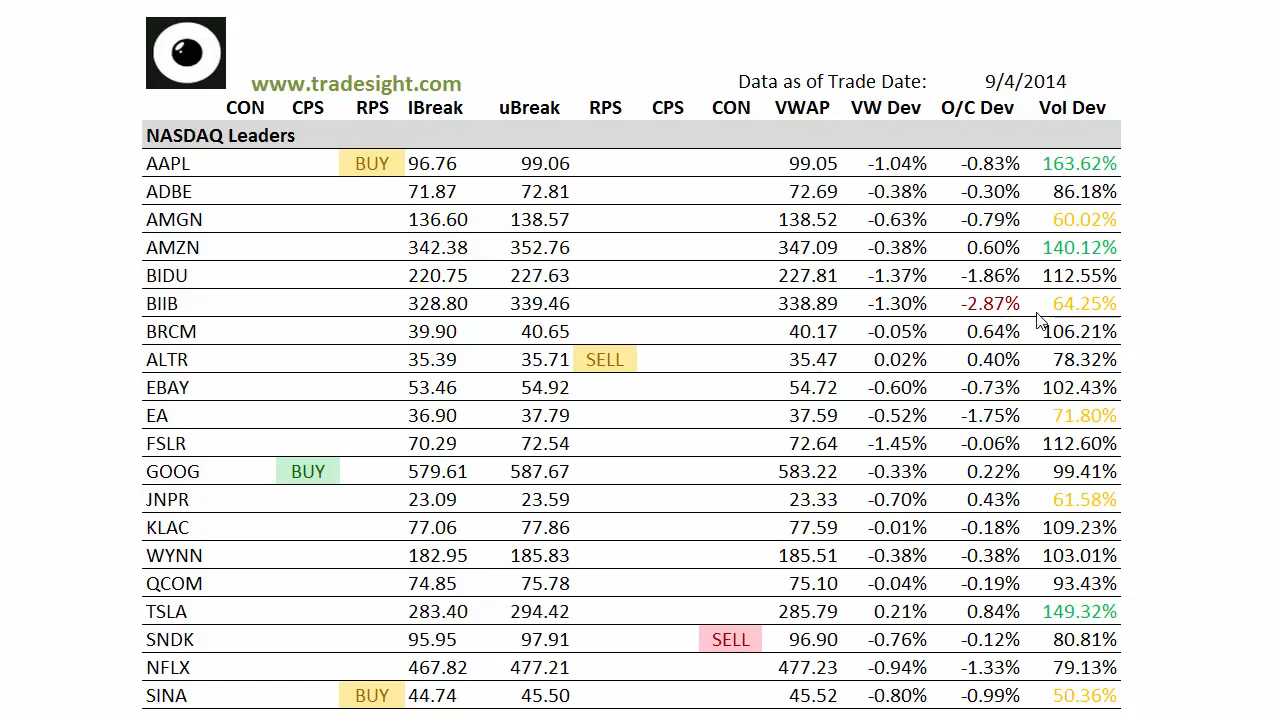 www.tradesight.com Data as of Trade Date: 9/4/2014
CON CPS RPS lBreak uBreak RPS CPS CON VWAP VW Dev O/C Dev Vol Dev
NASDAQ Leaders
AAPL BUY 96.76 99.06 99.05 -1.04% -0.83% 163.62%
ADBE 71.87 72.81 72.69 -0.38% -0.30% 86.18%
AMGN 136.60 138.57 138.52 -0.63% -0.79% 60.02%
AMZN 342.38 352.76 347.09 -0.38% 0.60% 140.12%
BIDU 220.75 227.63 227.81 -1.37% -1.86% 112.55%
BIIB 328.80 339.46 338.89 -1.30% -2.87% 64.25%
BRCM 39.90 40.65 40.17 -0.05% 0.64% 106.21%
ALTR 35.39 35.71 SELL 35.47 0.02% 0.40% 78.32%
EBAY 53.46 54.92 54.72 -0.60% -0.73% 102.43%
EA 36.90 37.79 37.59 -0.52% -1.75% 71.80%
FSLR 70.29 72.54 72.64 -1.45% -0.06% 112.60%
GOOG BUY 579.61 587.67 583.22 -0.33% 0.22% 99.41%
JNPR 23.09 23.59 23.33 -0.70% 0.43% 61.58%
KLAC 77.06 77.86 77.59 -0.01% -0.18% 109.23%
WYNN 182.95 185.83 185.51 -0.38% -0.38% 103.01%
QCOM 74.85 75.78 75.10 -0.04% -0.19% 93.43%
TSLA 283.40 294.42 285.79 0.21% 0.84% 149.32%
SNDK 95.95 97.91 SELL 96.90 -0.76% -0.12% 80.81%
NFLX 467.82 477.21 477.23 -0.94% -1.33% 79.13%
SINA BUY 44.74 45.50 45.52 -0.80% -0.99% 50.36%